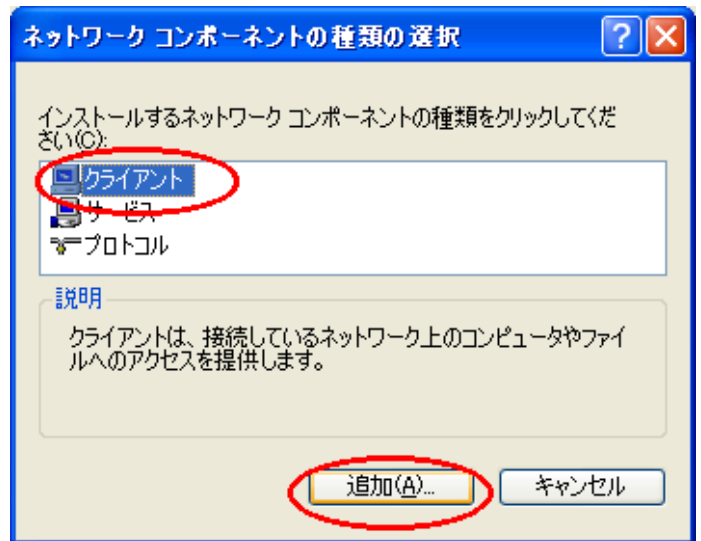 ネットワーク コンポーネントの種類の選択
インストールするネットワーク コンポーネントの種類をクリックしてくだ
さい(C):
クライアント
サービス
プロトコル
説明
クライアントは、接続しているネットワーク上のコンピュータやファイ
ルへのアクセスを提供します。
追加(A)... キャンセル